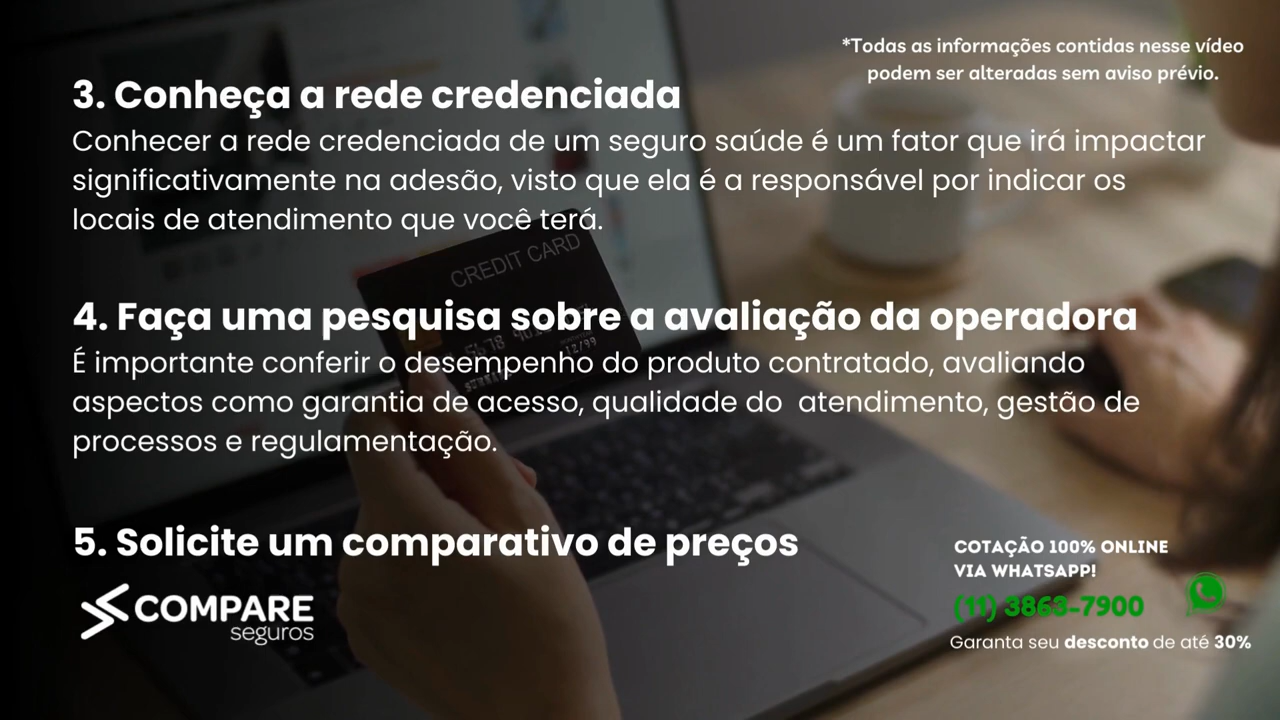 *Todas as informações contidas nesse vídeo
podem ser alteradas sem aviso prévio.
3. Conheça a rede credenciada
Conhecer a rede credenciada de um seguro saúde é um fator que irá impactar
significativamente na adesão, visto que ela é a responsável por indicar os
locais de atendimento que você terá.
CREDIT CARD
4. Faça uma pesquisa sobre a avaliação da operadora
É importante conferir o desempenho do produto contratado, avaliando
aspectos como garantia de acesso, qualidade do  atendimento, gestão de
processos e regulamentação.
12/99
5. Solicite um comparativo de preços
COMPARE
seguros
COTAÇÃO 100% ONLINE
VIA WHATSAPP!
(11) 3863-7900
Garanta seu desconto de até 30%